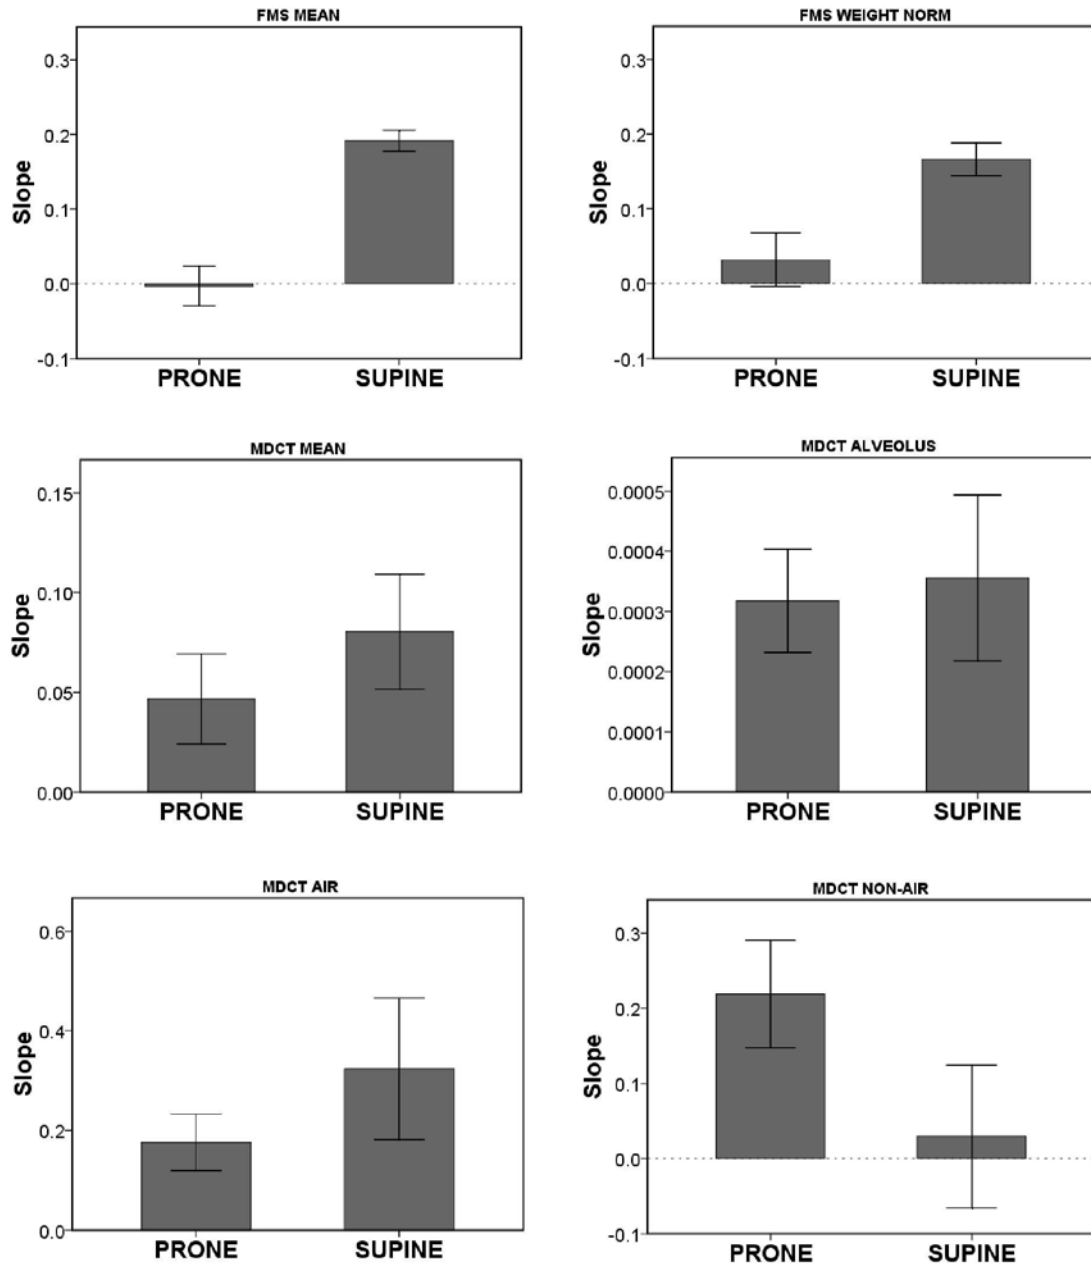 FMS MEAN
Slope
0.3
0.2
0.1
0.0
-0.1
PRONE SUPINE
FMS WEIGHT NORM
Slope
0.3
0.2
0.1
0.0
-0.1
PRONE SUPINE
MDCT MEAN
Slope
0.15
0.10
0.05
0.00
PRONE SUPINE
MDCT ALVEOLUS
Slope
0.0005
0.0004
0.0003
0.0002
0.0001
0.0000
PRONE SUPINE
MDCT AIR
Slope
0.6
0.4
0.2
0.0
PRONE SUPINE
MDCT NON-AIR
Slope
0.3
0.2
0.1
0.0
-0.1
PRONE SUPINE